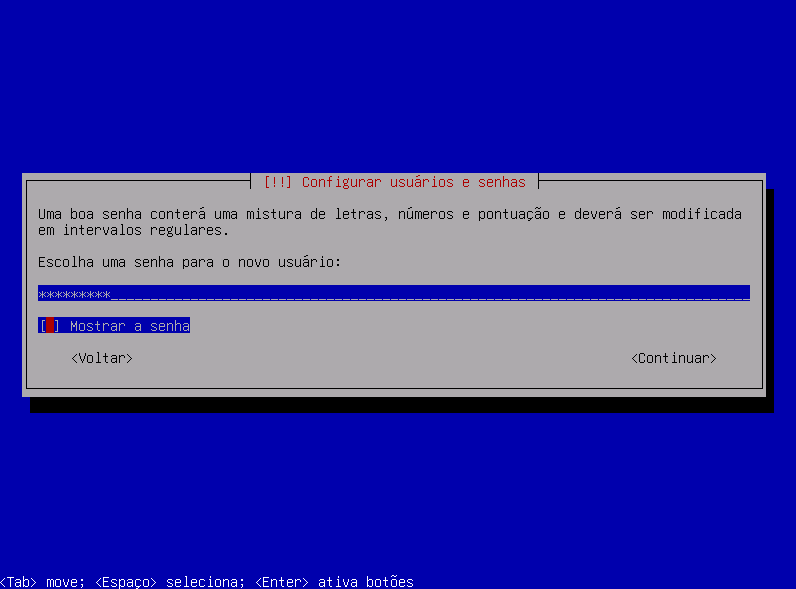 [!!] Configurar usuários e senhas
Uma boa senha conterá uma mistura de letras, números e pontuação e deverá ser modificada
em intervalos regulares.
Escolha uma senha para o novo usuário:
*********
[ ] Mostrar a senha
<Voltar> <Continuar>
<Tab> move; <Espaço> seleciona; <Enter> ativa botões